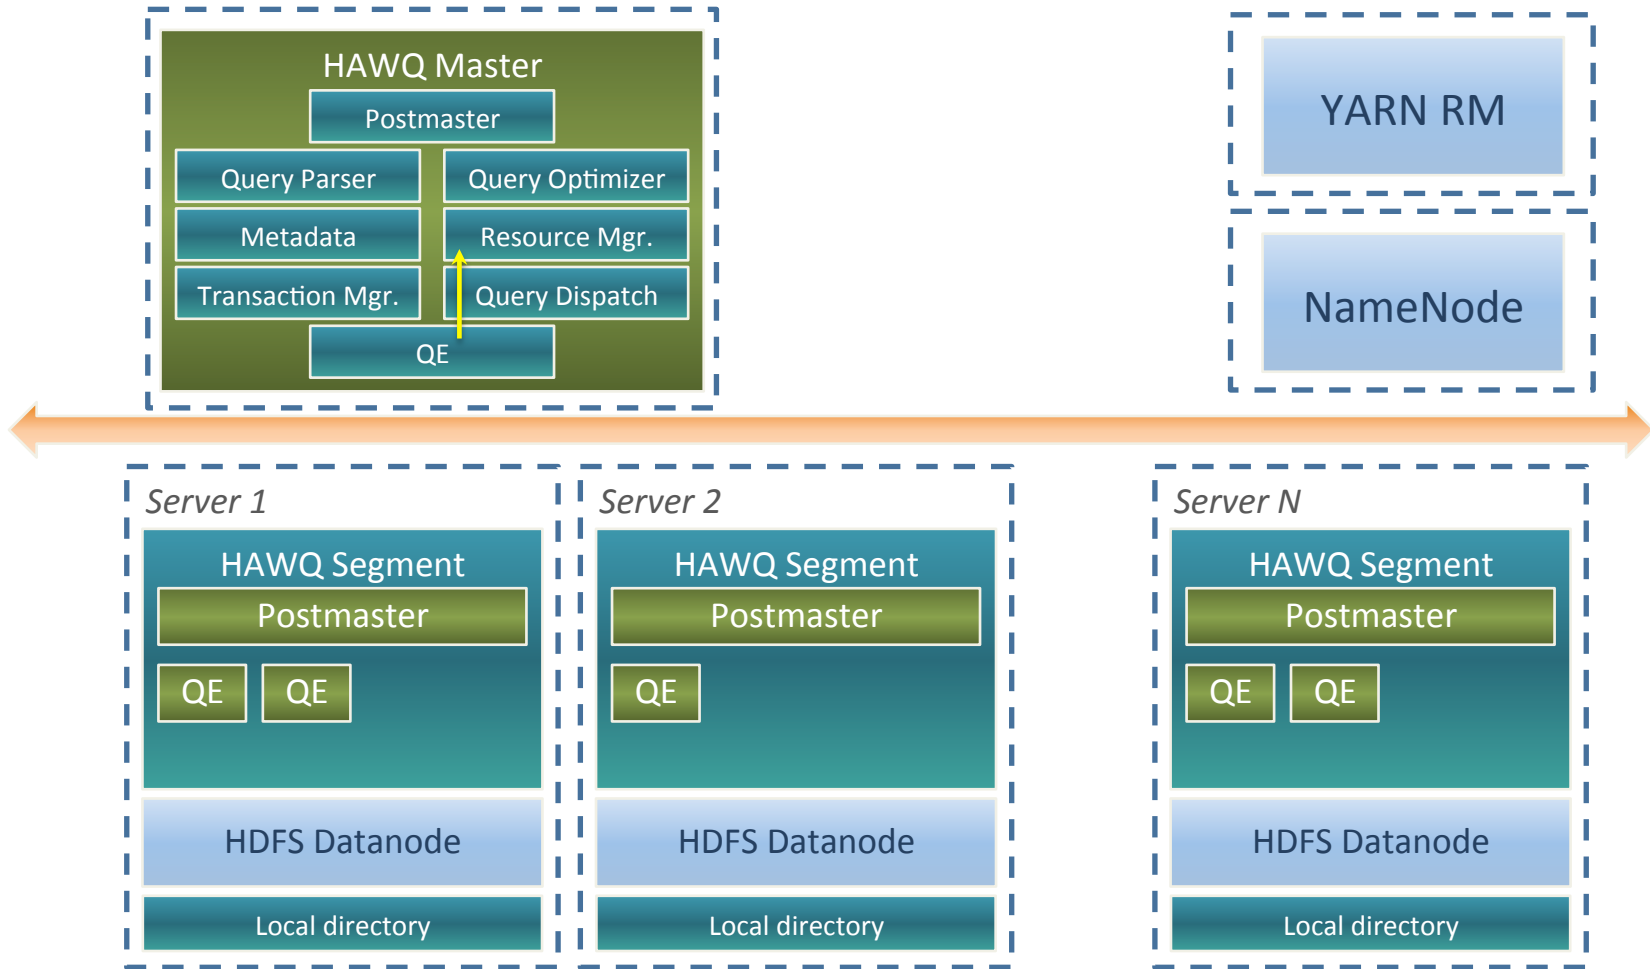 HAWQ Master
Postmaster
Query Parser
Query Optimizer
Metadata
Resource Mgr.
Transaction Mgr.
Query Dispatch
QE
YARN RM
NameNode
Server 1
HAWQ Segment
Postmaster
QE
QE
HDFS Datanode
Local directory
Server 2
HAWQ Segment
Postmaster
QE
HDFS Datanode
Local directory
Server N
HAWQ Segment
Postmaster
QE
QE
HDFS Datanode
Local directory